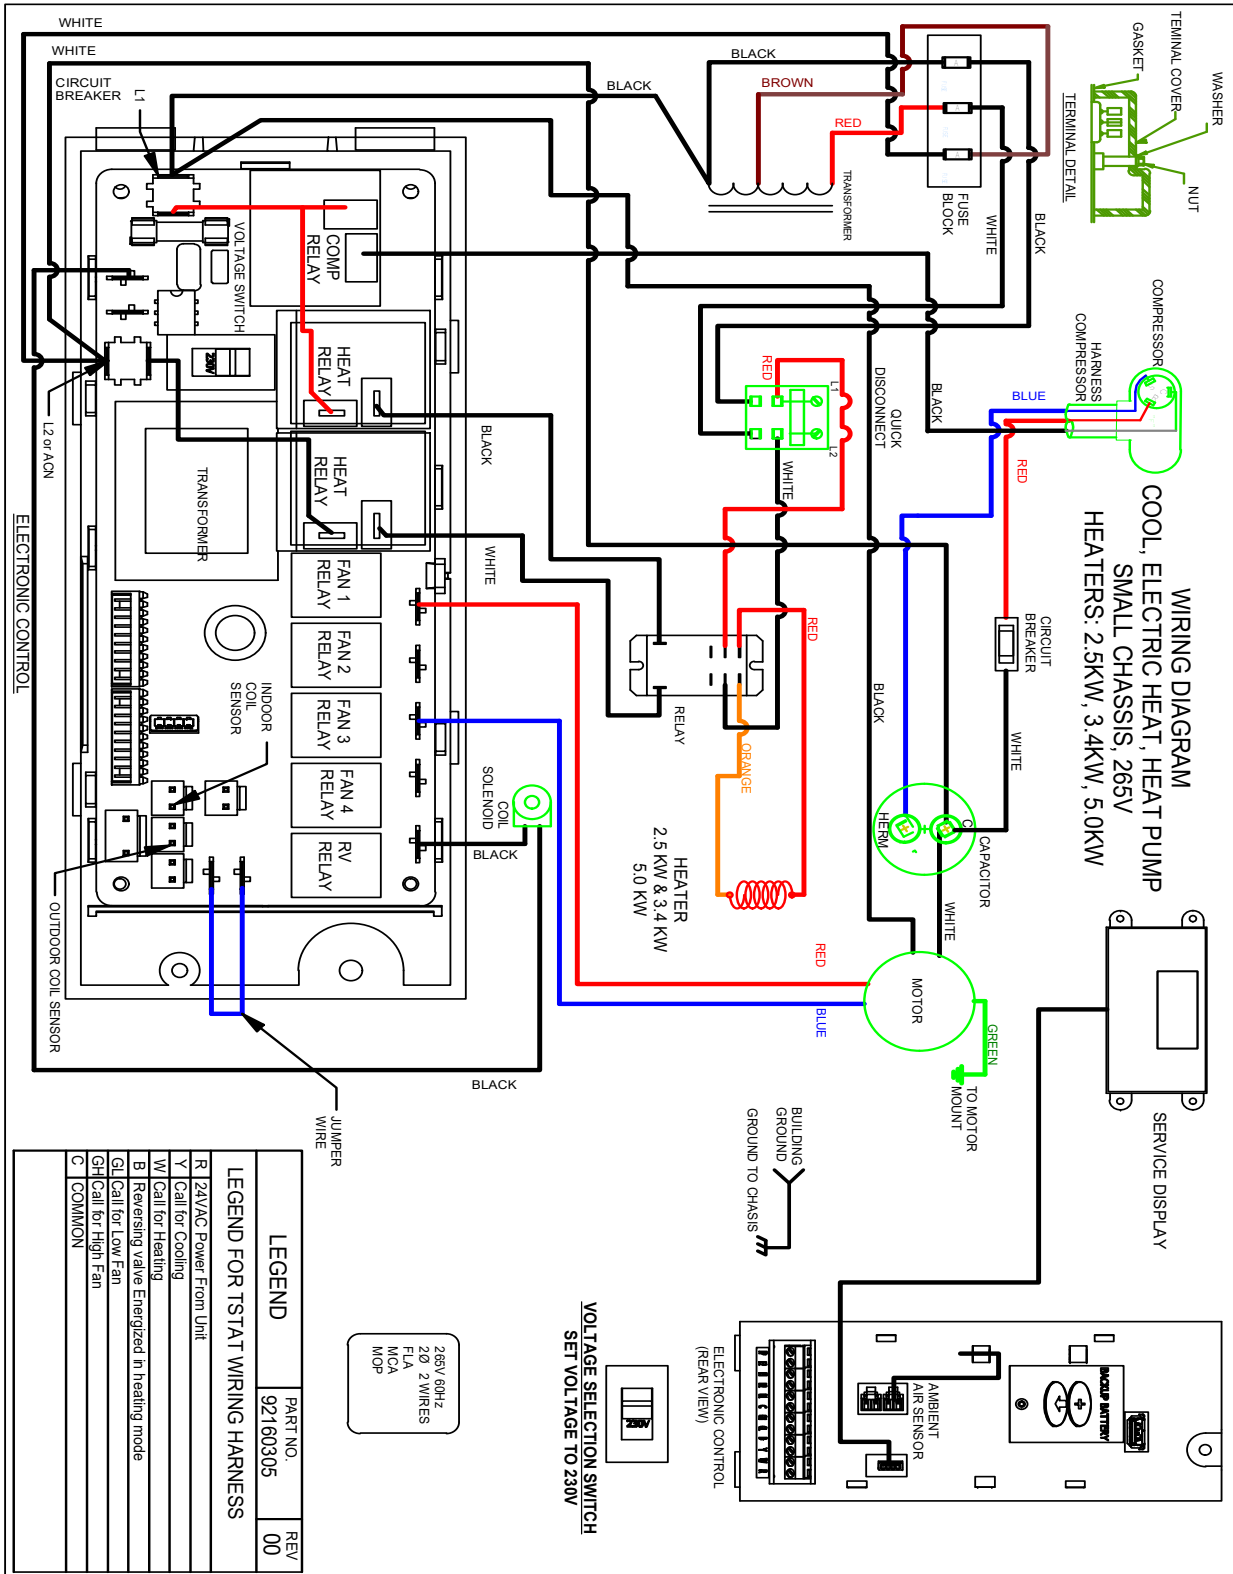 WHITE
WHITE
CIRCUIT
BREAKER
L1
BLACK
BLACK
BROWN
RED
TRANSFORMER
FUSE
BLOCK
WHITE
BLACK
TERMINAL DETAIL
GASKET
TEMINAL COVER
WASHER
NUT
VOLTAGE SWITCH
COMP
RELAY
230V
HEAT
RELAY
HEAT
RELAY
TRANSFORMER
L2 or ACN
ELECTRONIC CONTROL
FAN 1
RELAY
FAN 2
RELAY
FAN 3
RELAY
FAN 4
RELAY
RV
RELAY
INDOOR
COIL
SENSOR
OUTDOOR COIL SENSOR
JUMPER
WIRE
BLACK
WHITE
BLACK
BLACK
COIL
SOLENOID
RED
L1
L2
WHITE
QUICK
DISCONNECT
BLACK
RED
RELAY
ORANGE
HEATER
2.5 KW & 3.4 KW
5.0 KW
BLACK
COMPRESSOR
COMPRESSOR
HARNESS
BLUE
RED
CIRCUIT
BREAKER
WHITE
HERM
C
CAPACITOR
WHITE
RED
BLUE
MOTOR
GREEN
TO MOTOR
MOUNT
WIRING DIAGRAM
COOL, ELECTRIC HEAT, HEAT PUMP
SMALL CHASSIS, 265V
HEATERS: 2.5KW, 3.4KW, 5.0KW
SERVICE DISPLAY
BUILDING
GROUND
GROUND TO CHASIS
VOLTAGE SELECTION SWITCH
SET VOLTAGE TO 230V
230V
ELECTRONIC CONTROL
(REAR VIEW)
AMBIENT
AIR SENSOR
BACKUP BATTERY
265V 60Hz
2Ø 2 WIRES
FLA
MCA
MOP
LEGEND
PART NO.
92160305
REV
00
LEGEND FOR TSTAT WIRING HARNESS
R 24VAC Power From Unit
Y Call for Cooling
W Call for Heating
B Reversing valve Energized in heating mode
GL Call for Low Fan
GH Call for High Fan
C COMMON